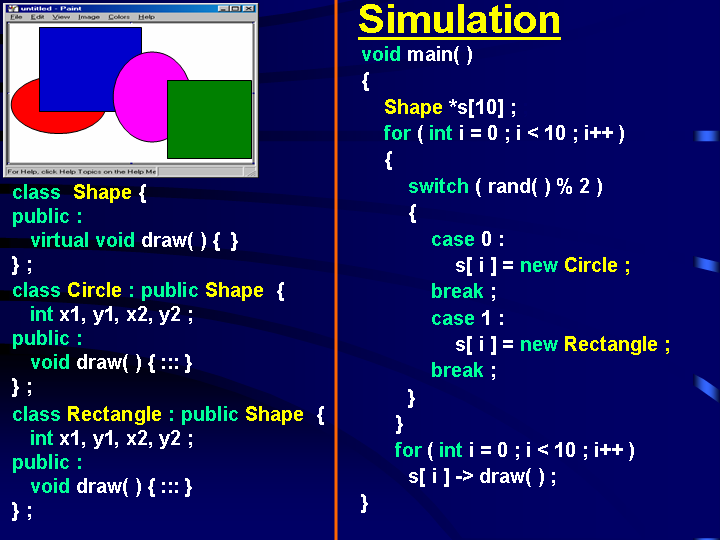 untitled - Paint
File Edit View Image Colors Help
For Help, click Help Topics on the Help Me
class Shape {
public :
virtual void draw( ) { }
} ;
class Circle : public Shape {
int x1, y1, x2, y2 ;
public :
void draw( ) { ::: }
} ;
class Rectangle : public Shape {
int x1, y1, x2, y2 ;
public :
void draw( ) { ::: }
} ;
Simulation
void main( )
{
Shape *s[10] ;
for ( int i = 0 ; i < 10 ; i++ )
{
switch ( rand( ) % 2 )
{
case 0 :
s[ i ] = new Circle ;
break ;
case 1 :
s[ i ] = new Rectangle ;
break ;
}
}
for ( int i = 0 ; i < 10 ; i++ )
s[ i ] -> draw( ) ;
}